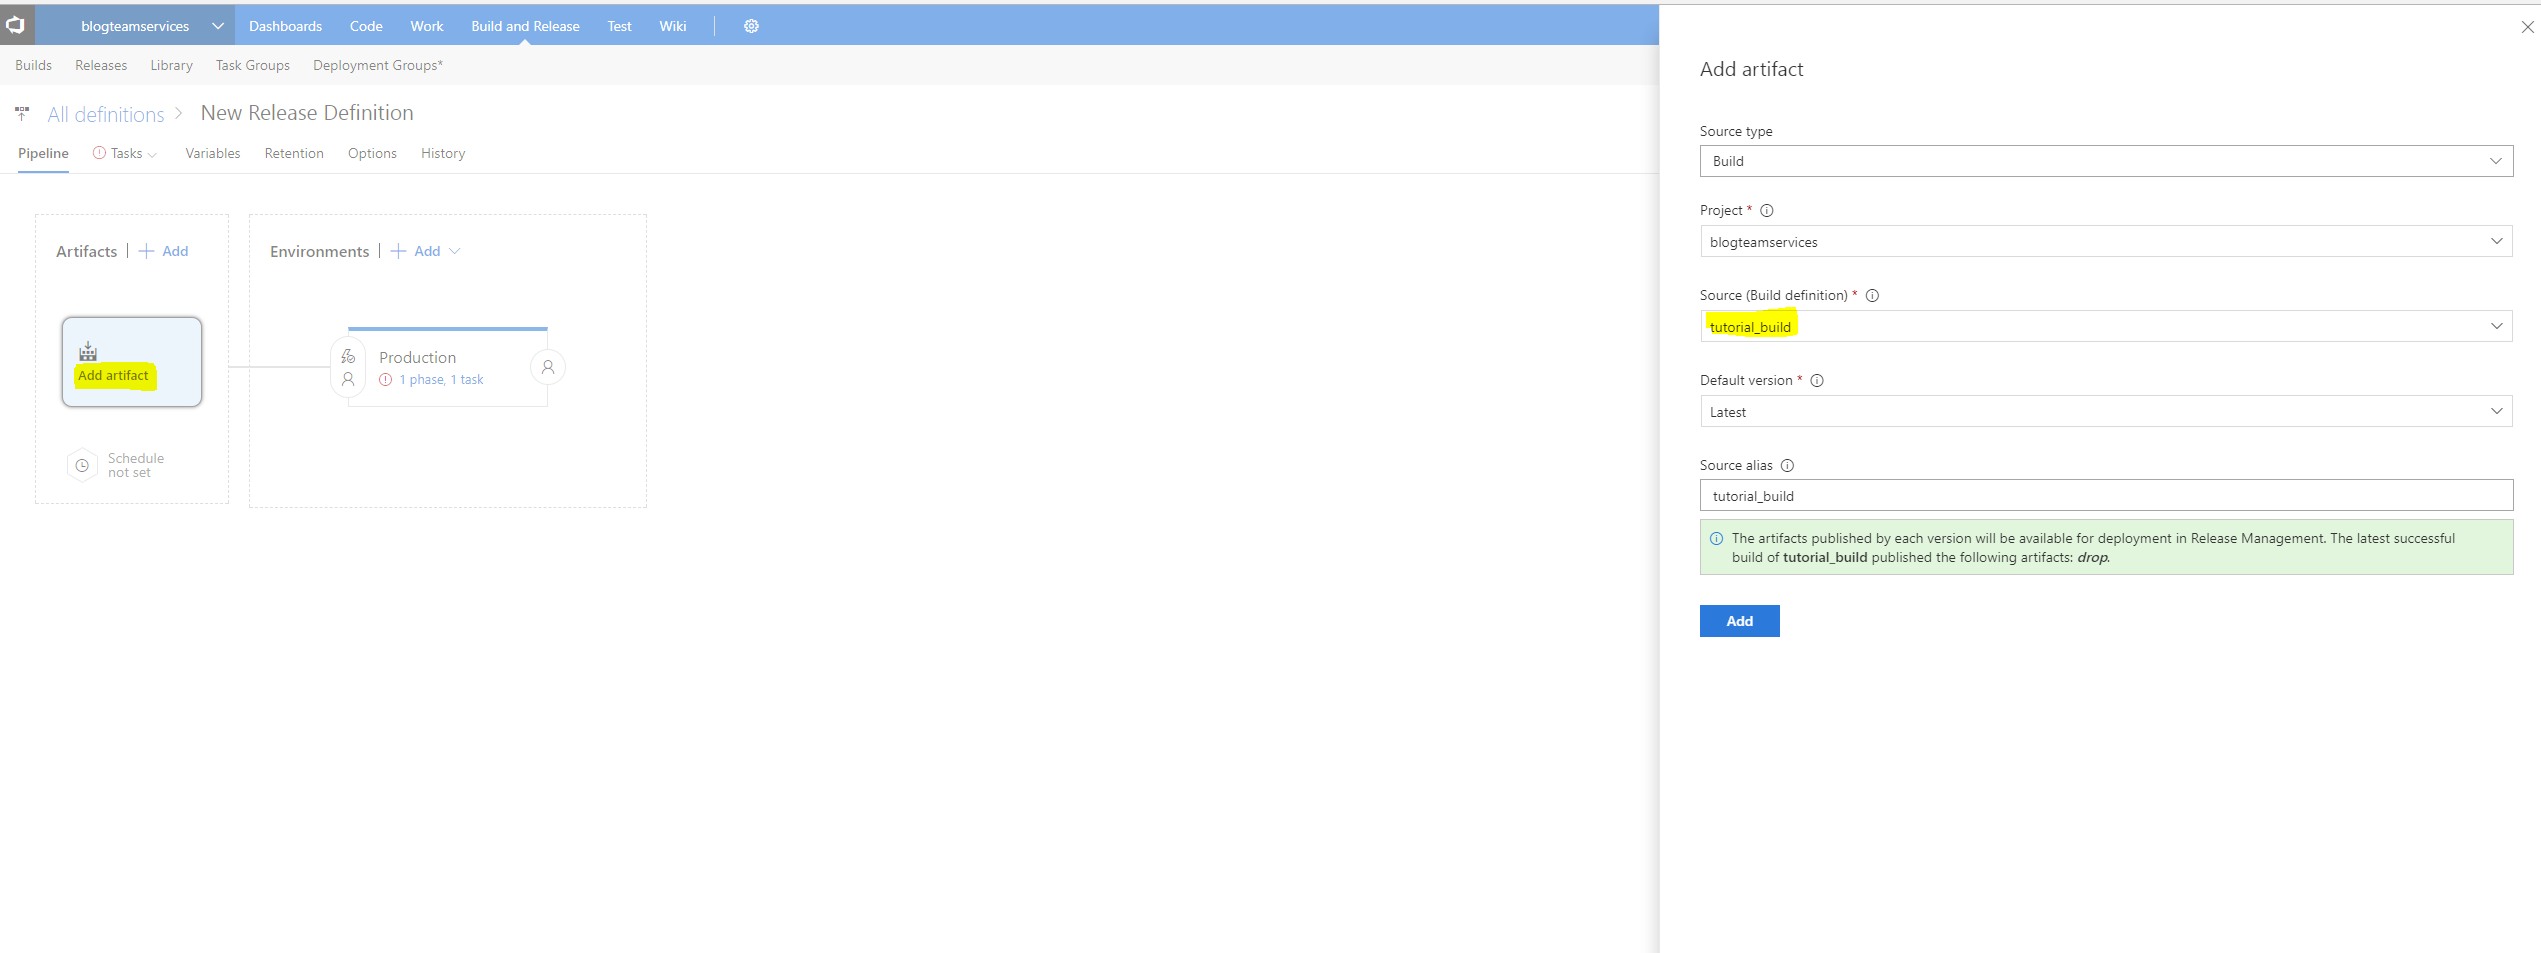 blogteamservices Dashboards Code Work Build and Release Test Wiki
Builds Releases Library Task Groups Deployment Groups*
All definitions > New Release Definition
Pipeline Tasks Variables Retention Options History
Artifacts | + Add
Add artifact
Schedule
not set
Environments | + Add
Production
1 phase, 1 task
Add artifact
Source type
Build
Project *
blogteamservices
Source (Build definition) *
tutorial_build
Default version *
Latest
Source alias
tutorial_build
The artifacts published by each version will be available for deployment in Release Management. The latest successful
build of tutorial_build published the following artifacts: drop.
Add